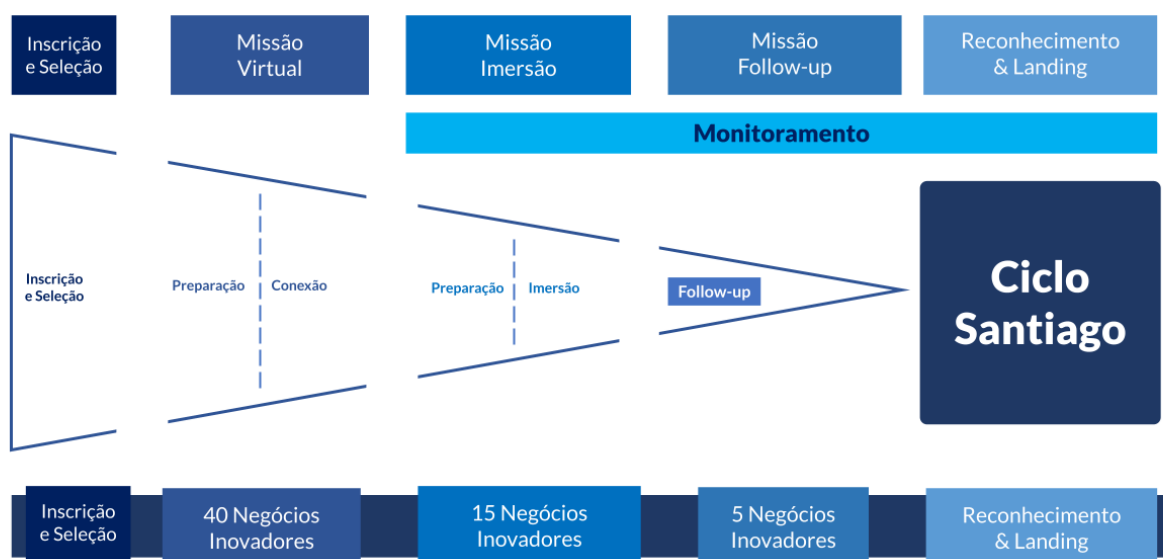 Inscrição
e Seleção
Missão
Virtual
Missão
Imersão
Missão
Follow-up
Reconhecimento
& Landing
Monitoramento
Inscrição
e Seleção
Preparação
Conexão
Preparação
Imersão
Follow-up
Ciclo
Santiago
Inscrição
e Seleção
40 Negócios
Inovadores
15 Negócios
Inovadores
5 Negócios
Inovadores
Reconhecimento
& Landing